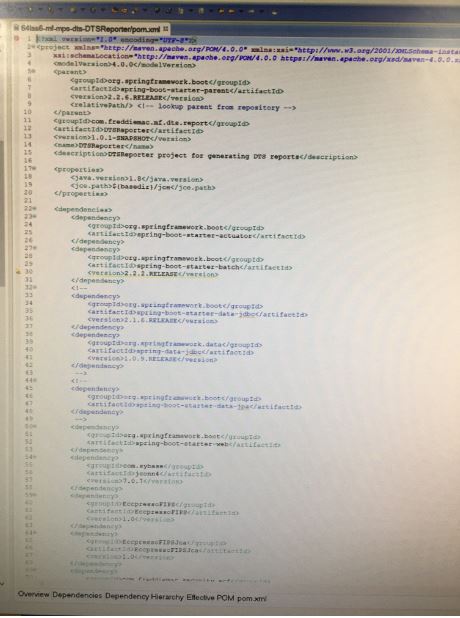 64iss6-mf-mps-dts-DTSReporter/pom.xml
1 <?xml version="1.0" encoding="UTF-8"?>
2 <project xmlns="http://maven.apache.org/POM/4.0.0" xmlns:xsi="http://www.w3.org/2001/XMLSchema-insta
3 xsi:schemaLocation="http://maven.apache.org/POM/4.0.0 https://maven.apache.org/xsd/maven-4.0.0.x
4 <modelVersion>4.0.0</modelVersion>
5 <parent>
6 <groupId>org.springframework.boot</groupId>
7 <artifactId>spring-boot-starter-parent</artifactId>
8 <version>2.2.6.RELEASE</version>
9 <relativePath/> <!-- lookup parent from repository -->
10 </parent>
11 <groupId>com.freddiemac.mf.dts.report</groupId>
12 <artifactId>DTSReporter</artifactId>
13 <version>1.0.1-SNAPSHOT</version>
14 <name>DTSReporter</name>
15 <description>DTSReporter project for generating DTS reports</description>
16
17 <properties>
18 <java.version>1.8</java.version>
19 <jce.path>${basedir}/jce</jce.path>
20 </properties>
21
22 <dependencies>
23 <dependency>
24 <groupId>org.springframework.boot</groupId>
25 <artifactId>spring-boot-starter-actuator</artifactId>
26 </dependency>
27 <dependency>
28 <groupId>org.springframework.boot</groupId>
29 <artifactId>spring-boot-starter-batch</artifactId>
30 <version>2.2.2.RELEASE</version>
31 </dependency>
32 <!--
33 <dependency>
34 <groupId>org.springframework.boot</groupId>
35 <artifactId>spring-boot-starter-data-jdbc</artifactId>
36 <version>2.1.6.RELEASE</version>
37 </dependency>
38 <dependency>
39 <groupId>org.springframework.data</groupId>
40 <artifactId>spring-data-jdbc</artifactId>
41 <version>1.0.9.RELEASE</version>
42 </dependency>
43 -->
44 <!--
45 <dependency>
46 <groupId>org.springframework.boot</groupId>
47 <artifactId>spring-boot-starter-data-jpa</artifactId>
48 </dependency>
49 -->
50 <dependency>
51 <groupId>org.springframework.boot</groupId>
52 <artifactId>spring-boot-starter-web</artifactId>
53 </dependency>
54 <dependency>
55 <groupId>com.sybase</groupId>
56 <artifactId>jconn4</artifactId>
57 <version>7.0.7</version>
58 </dependency>
59 <dependency>
60 <groupId>EccpressoFIPS</groupId>
61 <artifactId>EccpressoFIPS</artifactId>
62 <version>1.0</version>
63 </dependency>
64 <dependency>
65 <groupId>EccpressoFIPSJca</groupId>
66 <artifactId>EccpressoFIPSJca</artifactId>
67 <version>1.0</version>
68 </dependency>
69 <dependency>
Overview Dependencies Dependency Hierarchy Effective POM pom.xml